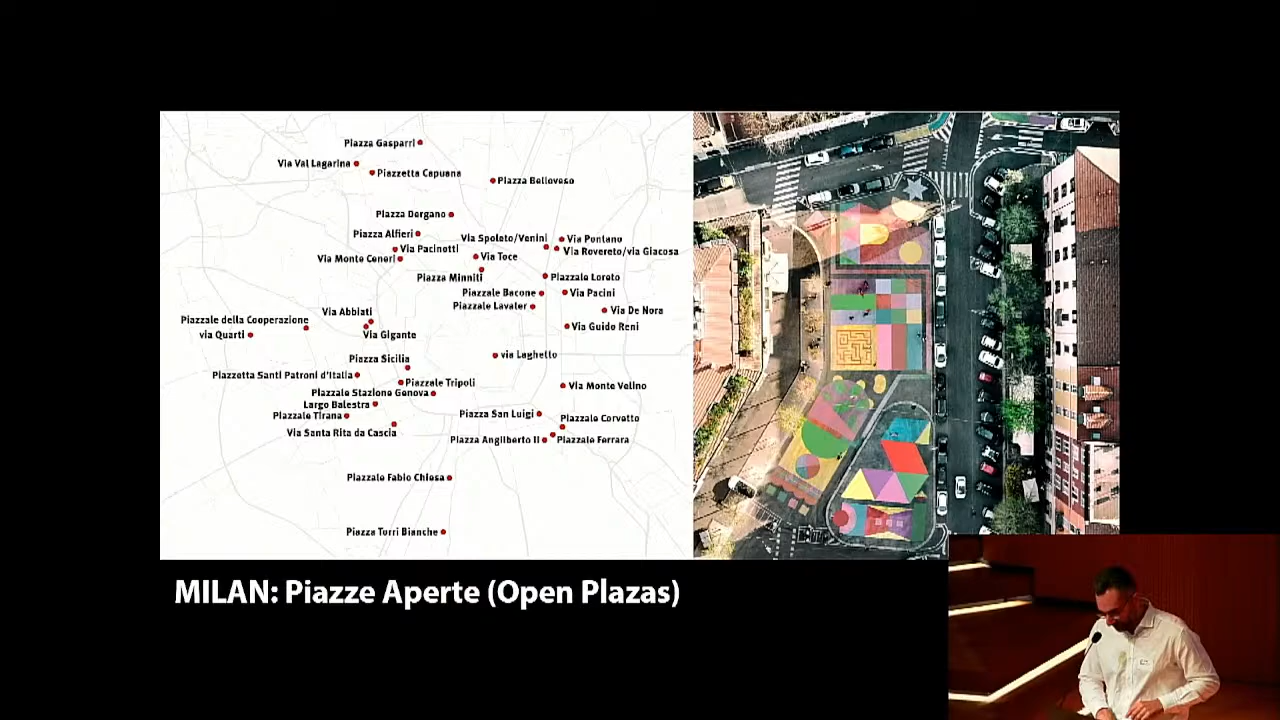 Piazza Gasparri
Via Val Lagarina
Piazzetta Capuana
Piazza Belloveso
Piazza Dergano
Piazza Alfieri
Via Spoleto/Venini
Via Pontano
Via Pacinotti
Via Rovereto/via Giacosa
Via Monte Ceneri
Via Toce
Piazza Minniti
Piazzale Loreto
Piazzale Bacone
Via Pacini
Piazzale Lavater
Via De Nora
Via Abbiati
Piazzale della Cooperazione
Via Guido Reni
via Quarti
Via Gigante
via Laghetto
Piazza Sicilia
Piazzetta Santi Patroni d'Italia
Piazzale Tripoli
Via Monte Velino
Piazzale Stazione Genova
Largo Balestra
Piazzale Tirana
Piazza San Luigi
Piazzale Corvetto
Via Santa Rita da Cascia
Piazza Angilberto II
Piazzale Ferrara
Piazzale Fabio Chiesa
Piazza Torri Bianche
MILAN: Piazze Aperte (Open Plazas)